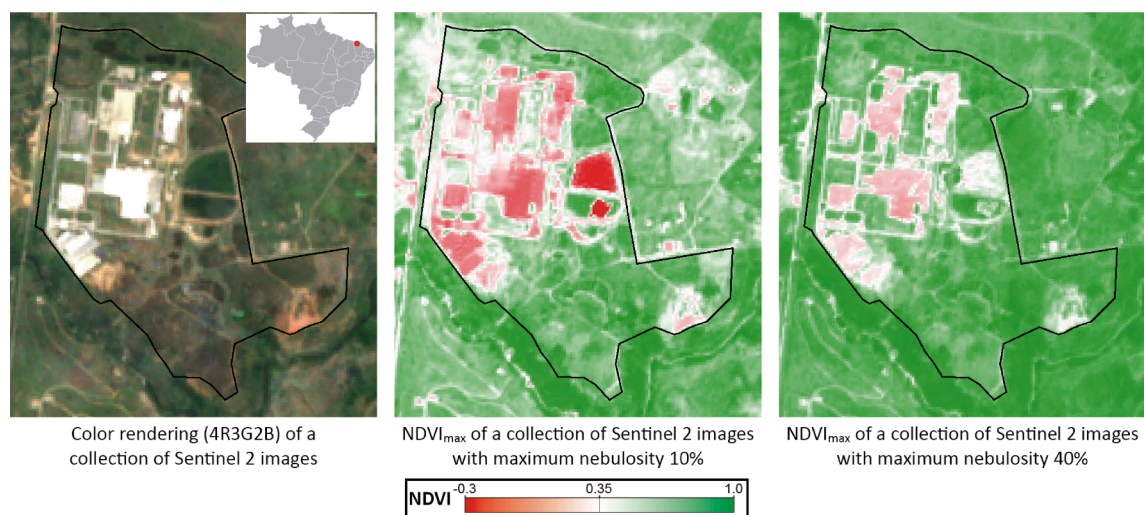 Color rendering (4R3G2B) of a
collection of Sentinel 2 images
NDVImax of a collection of Sentinel 2 images
with maximum nebulosity 10%
NDVImax of a collection of Sentinel 2 images
with maximum nebulosity 40%
NDVI
-0.3 0.35 1.0